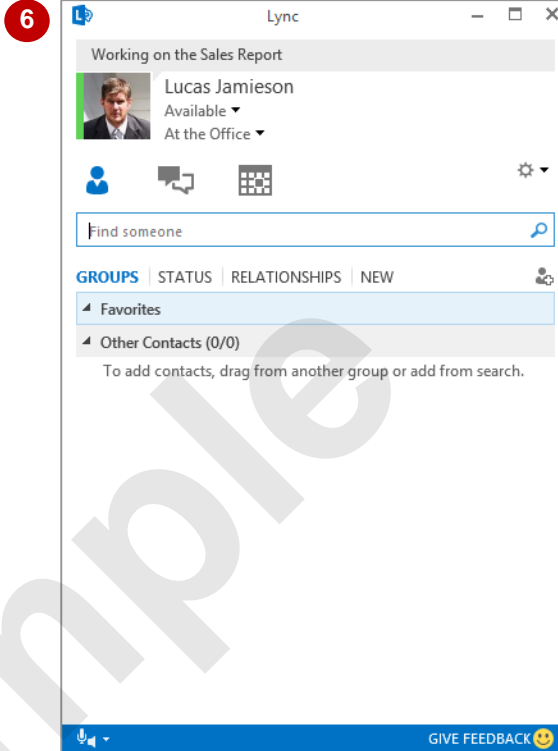 6
Lync
Working on the Sales Report
Lucas Jamieson
Available
At the Office
Find someone
GROUPS STATUS RELATIONSHIPS NEW
Favorites
Other Contacts (0/0)
To add contacts, drag from another group or add from search.
GIVE FEEDBACK